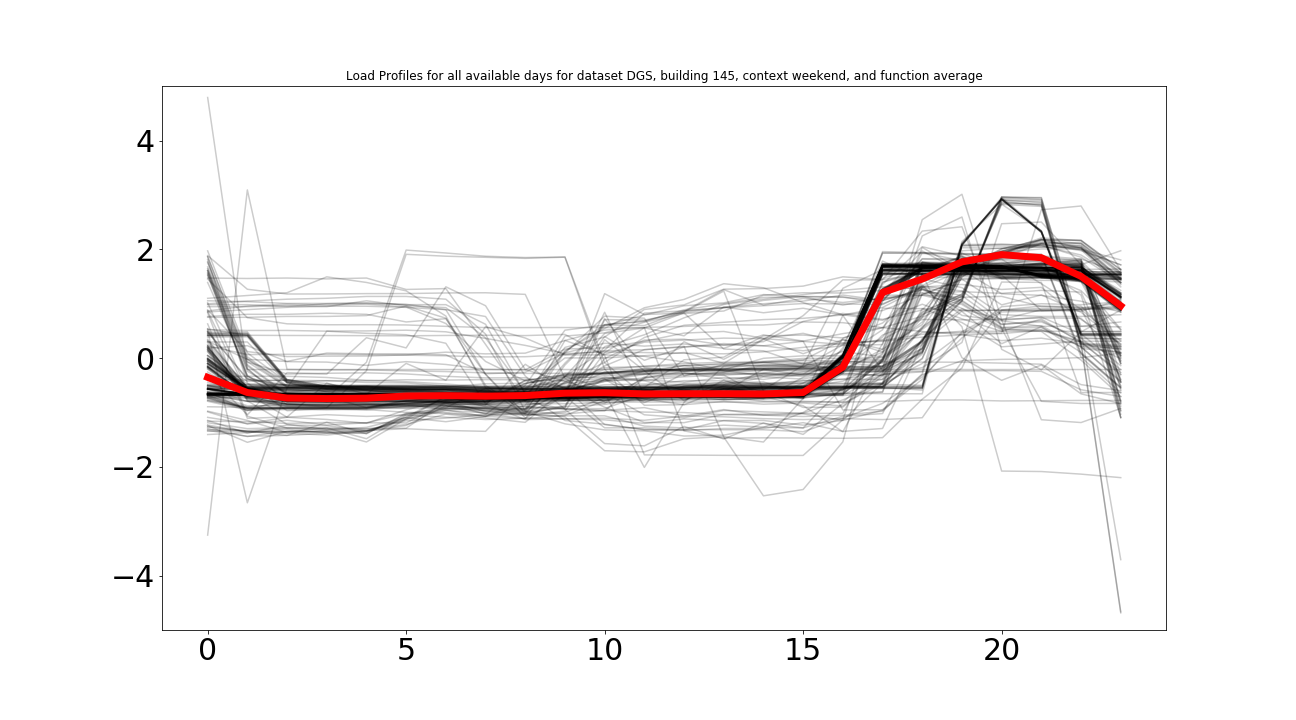 Load Profiles for all available days for dataset DGS, building 145, context weekend, and function average
4
2
0
−2
−4
0 5 10 15 20